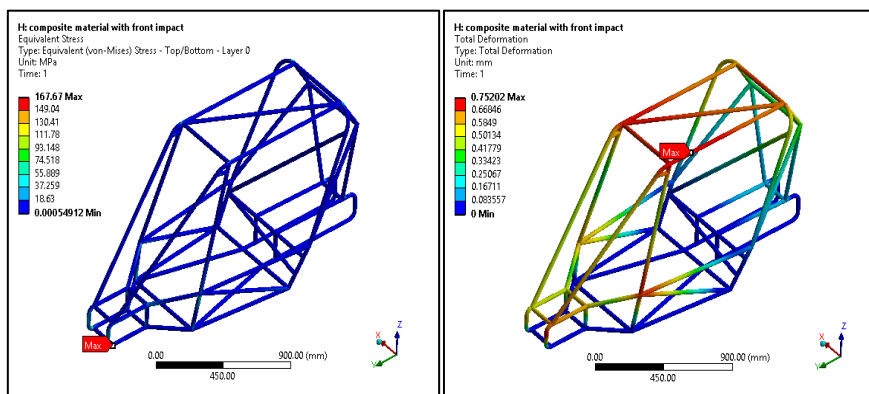 H: composite material with front impact
Equivalent Stress
Type: Equivalent (von-Mises) Stress - Top/Bottom - Layer 0
Unit: MPa
Time: 1
167.67 Max
149.04
130.41
111.78
93.148
74.518
55.889
37.259
18.63
0.00054912 Min
Max
0.00
900.00 (mm)
450.00
X
Y
Z
H: composite material with front impact
Total Deformation
Type: Total Deformation
Unit: mm
Time: 1
0.75202 Max
0.66846
0.5849
0.50134
0.41779
0.33423
0.25067
0.16711
0.083557
0 Min
Max
0.00
900.00 (mm)
450.00
X
Y
Z